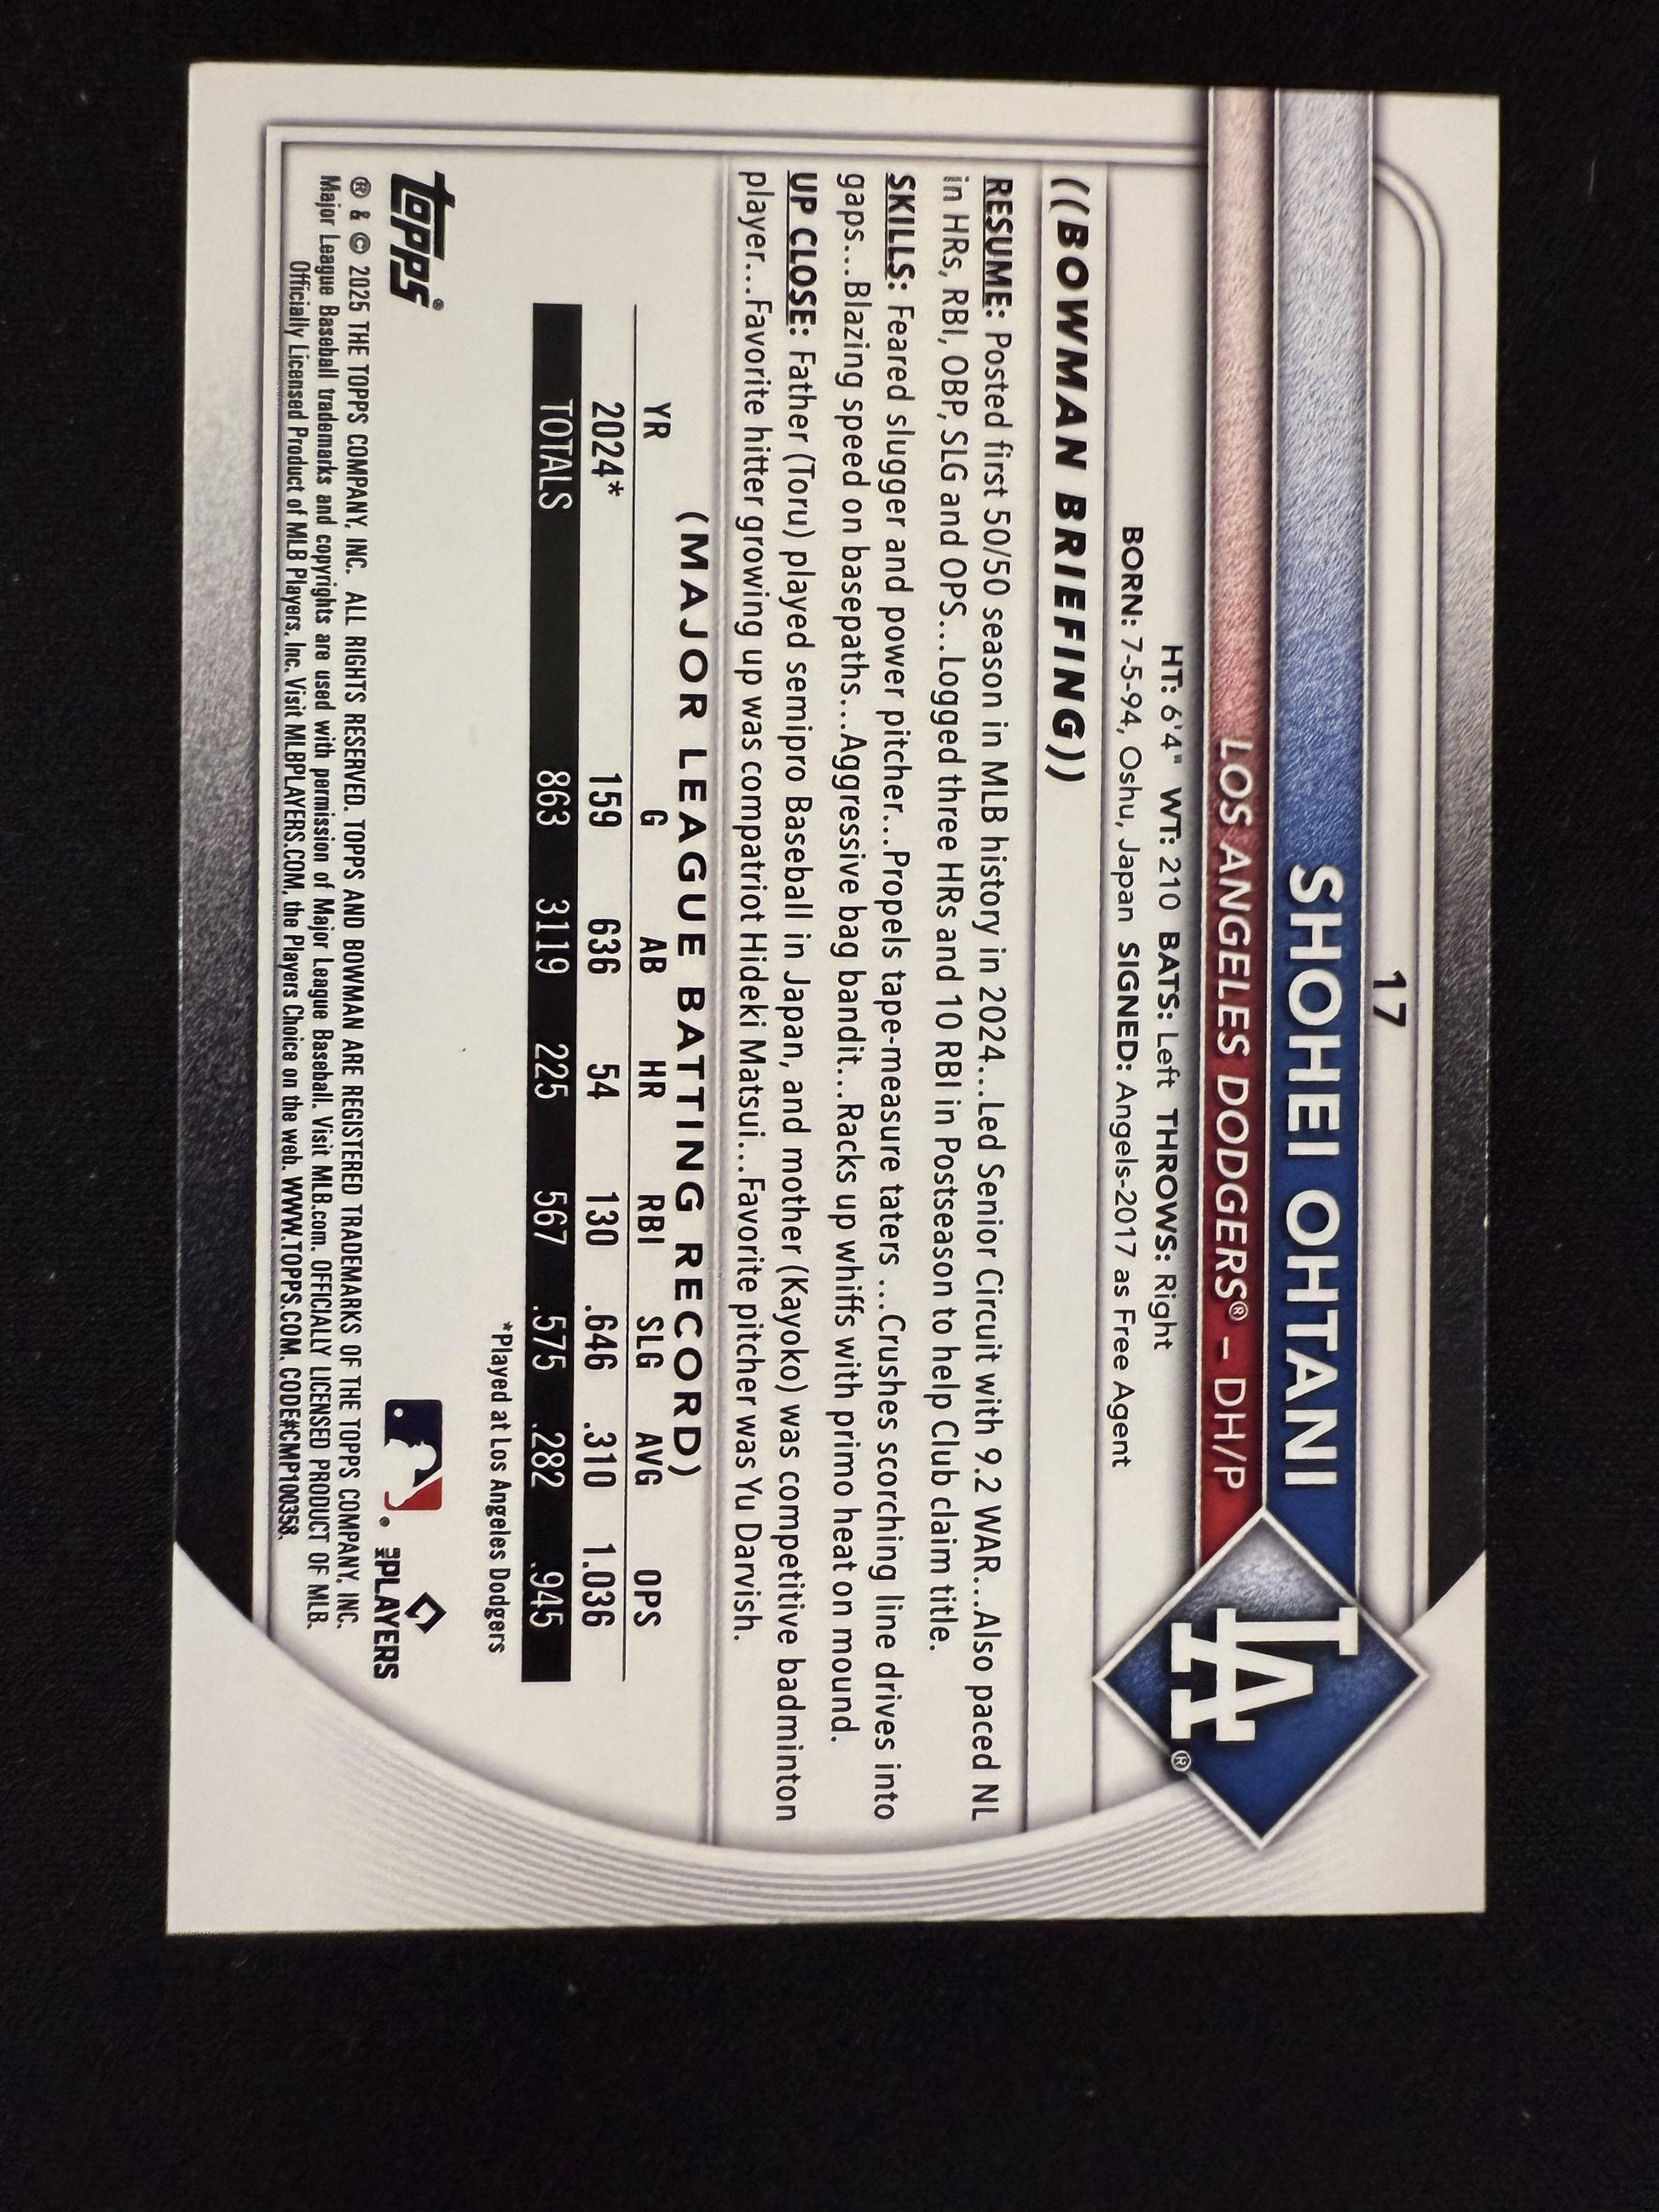 17
SHOHEI OHTANI
LOS ANGELES DODGERS® – DH/P
LA®
HT: 6'4" WT: 210 BATS: Left THROWS: Right
BORN: 7-5-94, Oshu, Japan SIGNED: Angels-2017 as Free Agent
((BOWMAN BRIEFING))
RESUME: Posted first 50/50 season in MLB history in 2024...Led Senior Circuit with 9.2 WAR...Also paced NL
in HRs, RBI, OBP, SLG and OPS...Logged three HRs and 10 RBI in Postseason to help Club claim title.
SKILLS: Feared slugger and power pitcher...Propels tape-measure taters ...Crushes scorching line drives into
gaps...Blazing speed on basepaths...Aggressive bag bandit...Racks up whiffs with primo heat on mound.
UP CLOSE: Father (Toru) played semipro Baseball in Japan, and mother (Kayoko) was competitive badminton
player...Favorite hitter growing up was compatriot Hideki Matsui...Favorite pitcher was Yu Darvish.
(MAJOR LEAGUE BATTING RECORD)
YR G AB HR RBI SLG AVG OPS
2024* 159 636 54 130 .646 .310 1.036
TOTALS 863 3119 225 567 .575 .282 .945
*Played at Los Angeles Dodgers
topps® ® MLB PLAYERS
® & © 2025 THE TOPPS COMPANY, INC. ALL RIGHTS RESERVED. TOPPS AND BOWMAN ARE REGISTERED TRADEMARKS OF THE TOPPS COMPANY, INC.
Major League Baseball trademarks and copyrights are used with permission of Major League Baseball. Visit MLB.com. OFFICIALLY LICENSED PRODUCT OF MLB.
Officially Licensed Product of MLB Players, Inc. Visit MLBPLAYERS.COM, the Players Choice on the web. WWW.TOPPS.COM. CODE#CMP100358.